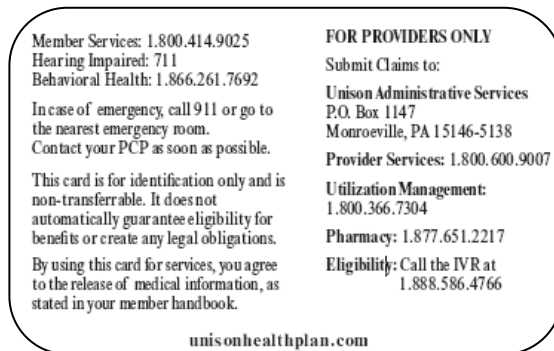 Member Services: 1.800.414.9025
Hearing Impaired: 711
Behavioral Health: 1.866.261.7692
In case of emergency, call 911 or go to
the nearest emergency room.
Contact your PCP as soon as possible.
This card is for identification only and is
non-transferrable. It does not
automatically guarantee eligibility for
benefits or create any legal obligations.
By using this card for services, you agree
to the release of medical information, as
stated in your member handbook.
FOR PROVIDERS ONLY
Submit Claims to:
Unison Administrative Services
P.O. Box 1147
Monroeville, PA 15146-5138
Provider Services: 1.800.600.9007
Utilization Management:
1.800.366.7304
Pharmacy: 1.877.651.2217
Eligibility: Call the IVR at
1.888.586.4766
unisonhealthplan.com